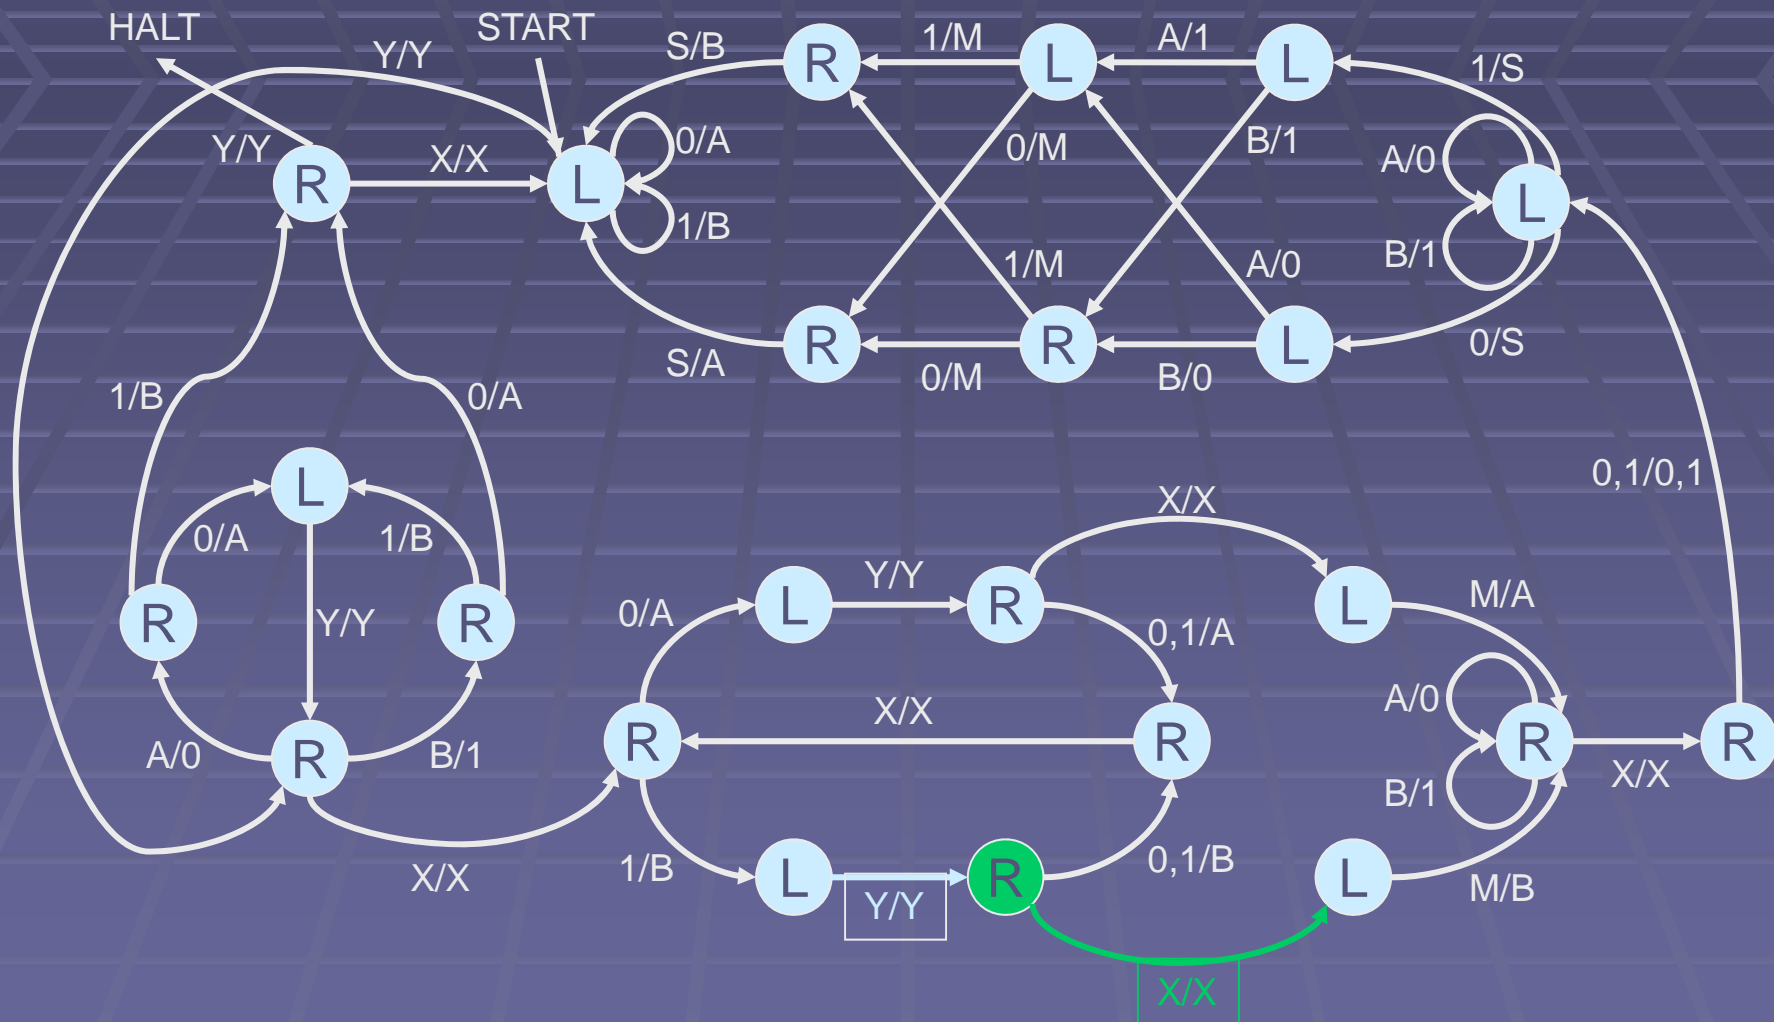 HALT
START
Y/Y
S/B
1/M
A/1
1/S
R
L
L
Y/Y
X/X
0/A
0/M
B/1
A/0
R
L
L
1/B
B/1
1/M
A/0
S/A
R
0/M
R
B/0
L
0/S
1/B
0/A
0,1/0,1
L
X/X
0/A
1/B
Y/Y
R
Y/Y
R
0/A
L
R
0,1/A
L
M/A
A/0
X/X
A/0
R
B/1
R
R
R
X/X
R
B/1
X/X
1/B
L
Y/Y
R
0,1/B
L
M/B
X/X